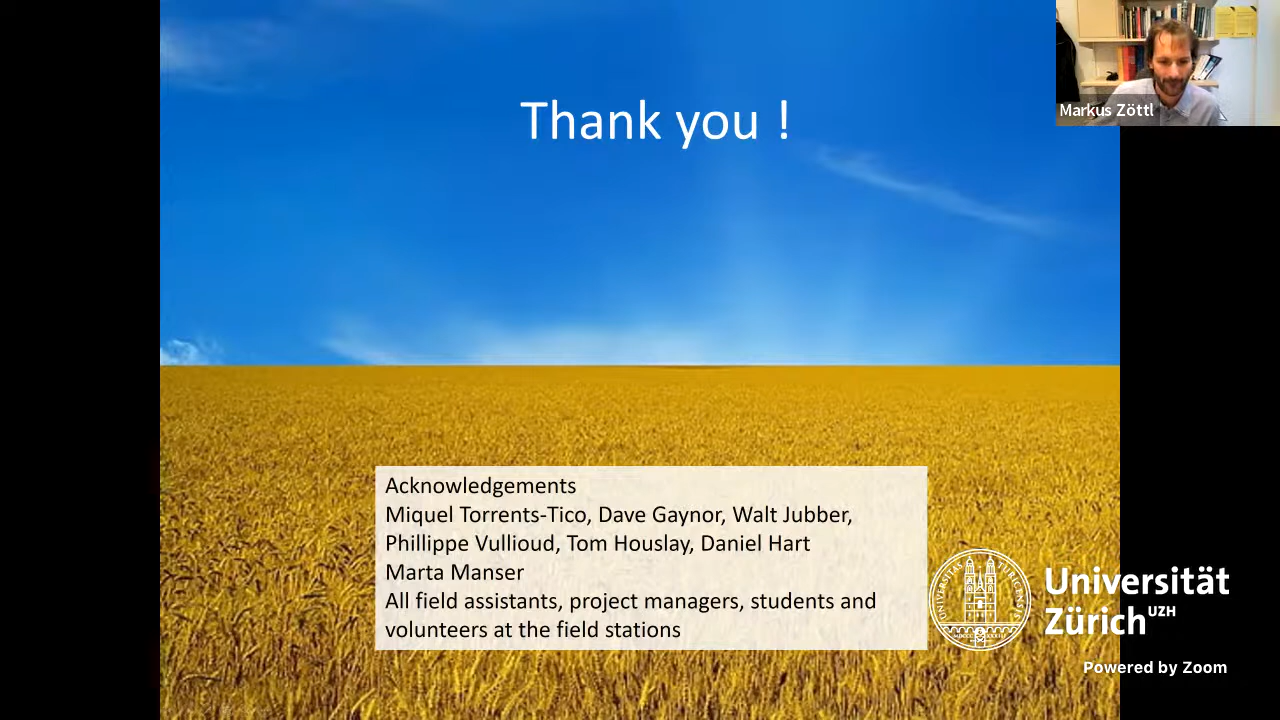 Thank you !
Markus Zöttl
Acknowledgements
Miquel Torrents-Tico, Dave Gaynor, Walt Jubber,
Phillippe Vullioud, Tom Houslay, Daniel Hart
Marta Manser
All field assistants, project managers, students and
volunteers at the field stations
UNIVERSITAS TURICENSIS
Universität
Zürich UZH
Powered by Zoom